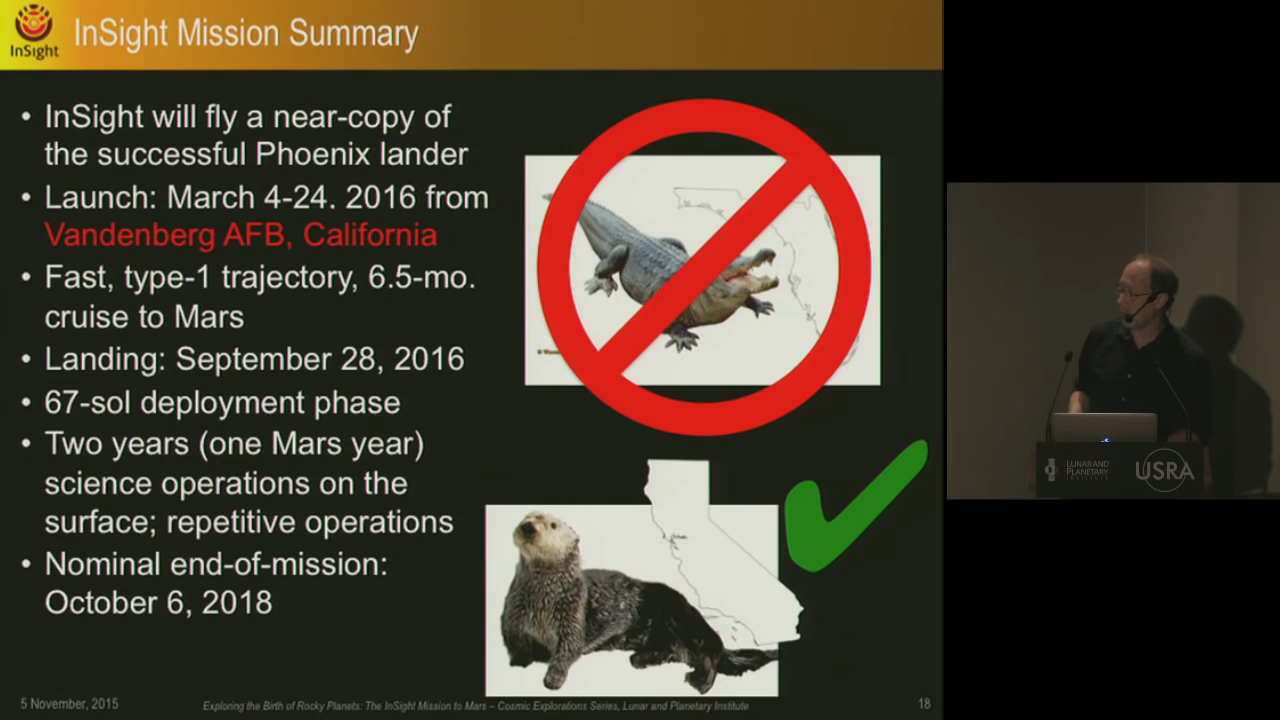 InSight
InSight Mission Summary
• InSight will fly a near-copy of
the successful Phoenix lander
• Launch: March 4-24. 2016 from
Vandenberg AFB, California
• Fast, type-1 trajectory, 6.5-mo.
cruise to Mars
• Landing: September 28, 2016
• 67-sol deployment phase
• Two years (one Mars year)
science operations on the
surface; repetitive operations
• Nominal end-of-mission:
October 6, 2018
5 November, 2015
Exploring the Birth of Rocky Planets: The InSight Mission to Mars – Cosmic Explorations Series, Lunar and Planetary Institute
18
LUNAR AND
PLANETARY
INSTITUTE
USRA